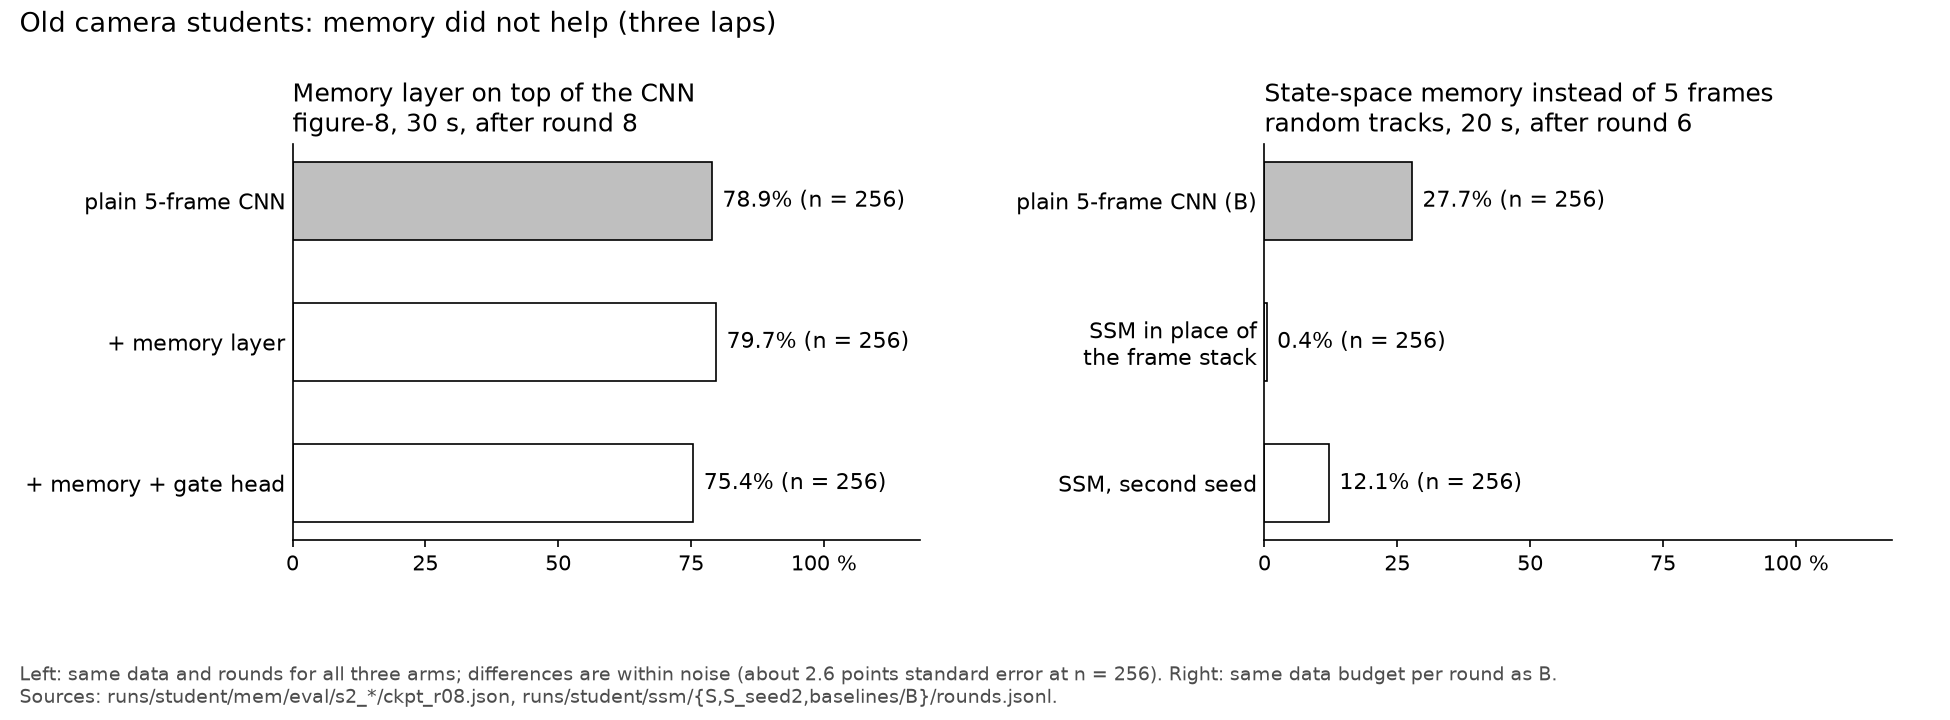 Old camera students: memory did not help (three laps)
Memory layer on top of the CNN
figure-8, 30 s, after round 8
plain 5-frame CNN
78.9% (n = 256)
+ memory layer
79.7% (n = 256)
+ memory + gate head
75.4% (n = 256)
0 25 50 75 100 %
State-space memory instead of 5 frames
random tracks, 20 s, after round 6
plain 5-frame CNN (B)
27.7% (n = 256)
SSM in place of
the frame stack
0.4% (n = 256)
SSM, second seed
12.1% (n = 256)
0 25 50 75 100 %
Left: same data and rounds for all three arms; differences are within noise (about 2.6 points standard error at n = 256). Right: same data budget per round as B.
Sources: runs/student/mem/eval/s2_*/ckpt_r08.json, runs/student/ssm/{S,S_seed2,baselines/B}/rounds.jsonl.